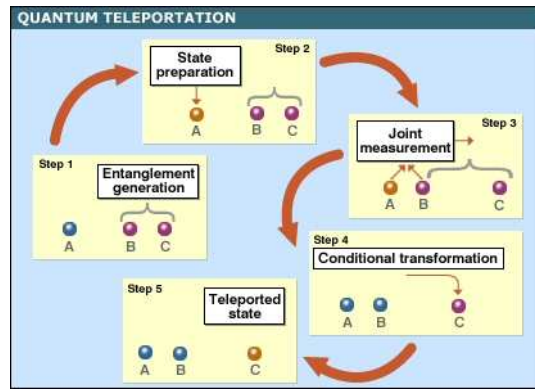 QUANTUM TELEPORTATION
Step 1
Entanglement
generation
A B C
Step 2
State
preparation
A B C
Step 3
Joint
measurement
A B C
Step 4
Conditional transformation
A B C
Step 5
Teleported
state
A B C